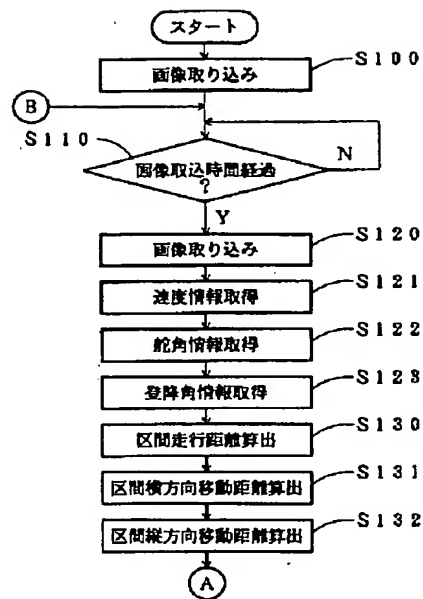 スタート
画像取り込み
S100
B
S110
画像取込時間経過
?
N
Y
画像取り込み
S120
速度情報取得
S121
舵角情報取得
S122
登降角情報取得
S123
区間走行距離算出
S130
区間横方向移動距離算出
S131
区間縦方向移動距離算出
S132
A